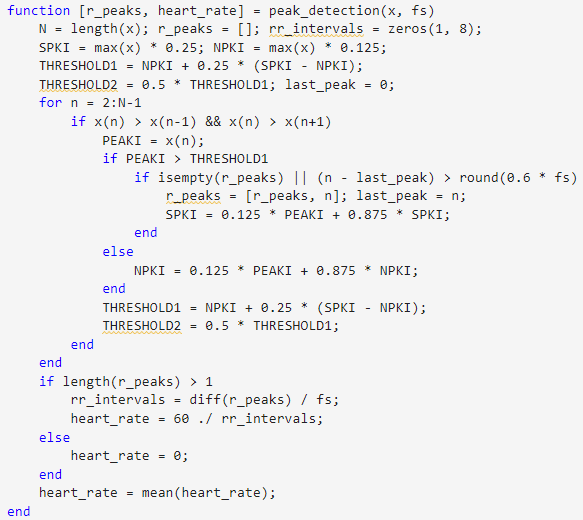 function [r_peaks, heart_rate] = peak_detection(x, fs)
    N = length(x); r_peaks = []; rr_intervals = zeros(1, 8);
    SPKI = max(x) * 0.25; NPKI = max(x) * 0.125;
    THRESHOLD1 = NPKI + 0.25 * (SPKI - NPKI);
    THRESHOLD2 = 0.5 * THRESHOLD1; last_peak = 0;
    for n = 2:N-1
        if x(n) > x(n-1) && x(n) > x(n+1)
            PEAKI = x(n);
            if PEAKI > THRESHOLD1
                if isempty(r_peaks) || (n - last_peak) > round(0.6 * fs)
                    r_peaks = [r_peaks, n]; last_peak = n;
                    SPKI = 0.125 * PEAKI + 0.875 * SPKI;
                end
            else
                NPKI = 0.125 * PEAKI + 0.875 * NPKI;
            end
            THRESHOLD1 = NPKI + 0.25 * (SPKI - NPKI);
            THRESHOLD2 = 0.5 * THRESHOLD1;
        end
    end
    if length(r_peaks) > 1
        rr_intervals = diff(r_peaks) / fs;
        heart_rate = 60 ./ rr_intervals;
    else
        heart_rate = 0;
    end
    heart_rate = mean(heart_rate);
end